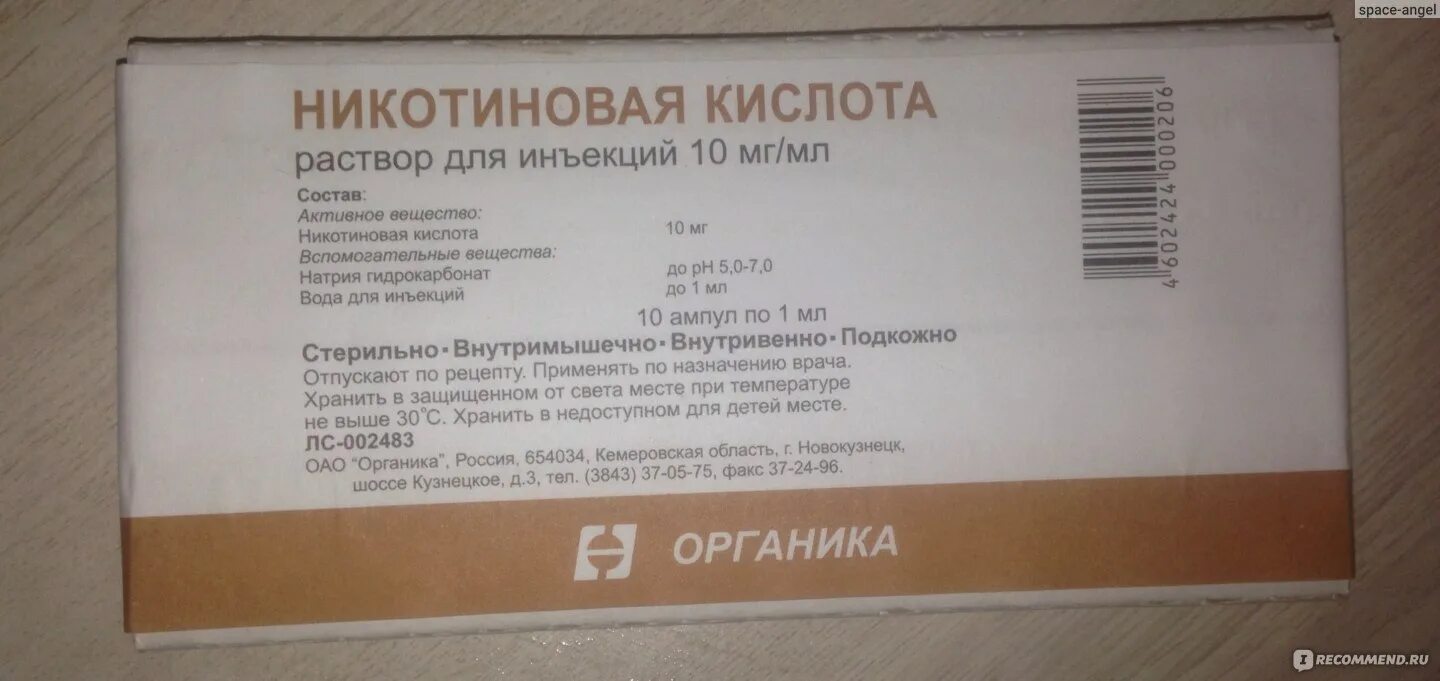 space-angel
НИКОТИНОВАЯ КИСЛОТА
раствор для инъекций 10 мг/мл
Состав:
Активное вещество:
Никотиновая кислота 10 мг
Вспомогательные вещества:
Натрия гидрокарбонат до pH 5,0-7,0
Вода для инъекций до 1 мл
10 ампул по 1 мл
Стерильно▪Внутримышечно▪Внутривенно▪Подкожно
Отпускают по рецепту. Применять по назначению врача.
Хранить в защищенном от света месте при температуре
не выше 30°С. Хранить в недоступном для детей месте.
ЛС-002483
ОАО "Органика", Россия, 654034, Кемеровская область, г. Новокузнецк,
шоссе Кузнецкое, д.3, тел. (3843) 37-05-75, факс 37-24-96.
4 602424 000206
ОРГАНИКА
IRECOMMEND.RU